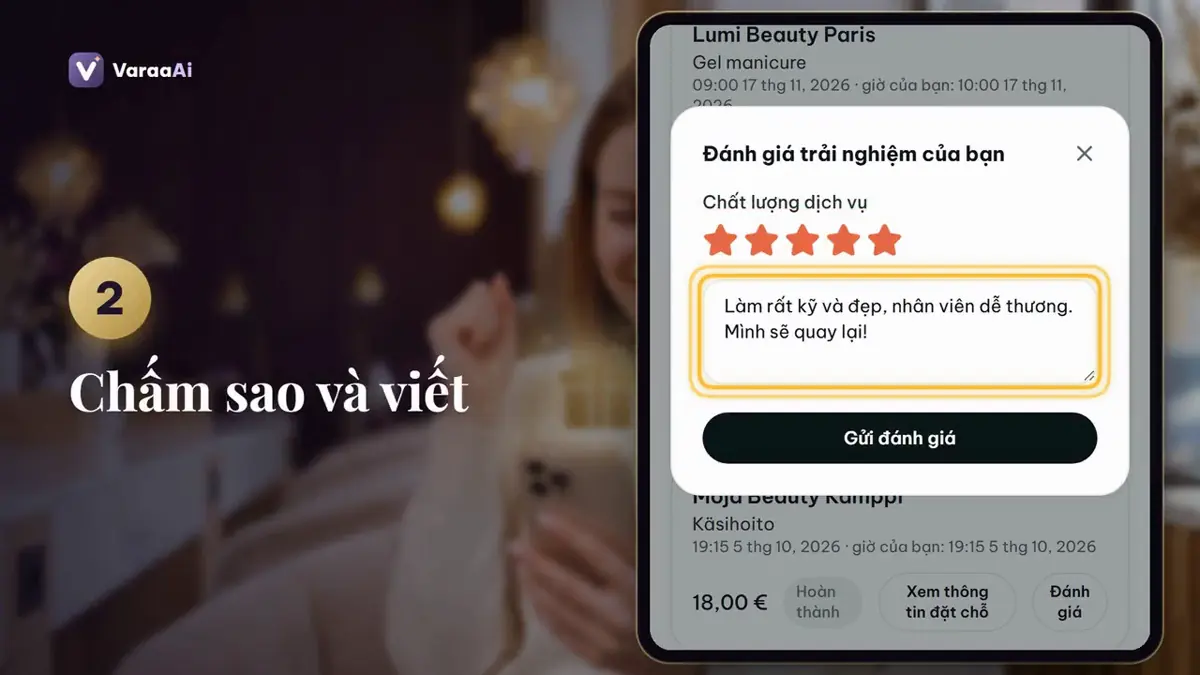 VaraaAi
2
Chấm sao và viết
Lumi Beauty Paris
Gel manicure
09:00 17 thg 11, 2026 · giờ của bạn: 10:00 17 thg 11,
2026
Đánh giá trải nghiệm của bạn
Chất lượng dịch vụ
Làm rất kỹ và đẹp, nhân viên dễ thương.
Mình sẽ quay lại!
Gửi đánh giá
Moja Beauty Kamppi
Käsihoito
19:15 5 thg 10, 2026 · giờ của bạn: 19:15 5 thg 10, 2026
18,00 €
Hoàn
thành
Xem thông
tin đặt chỗ
Đánh
giá